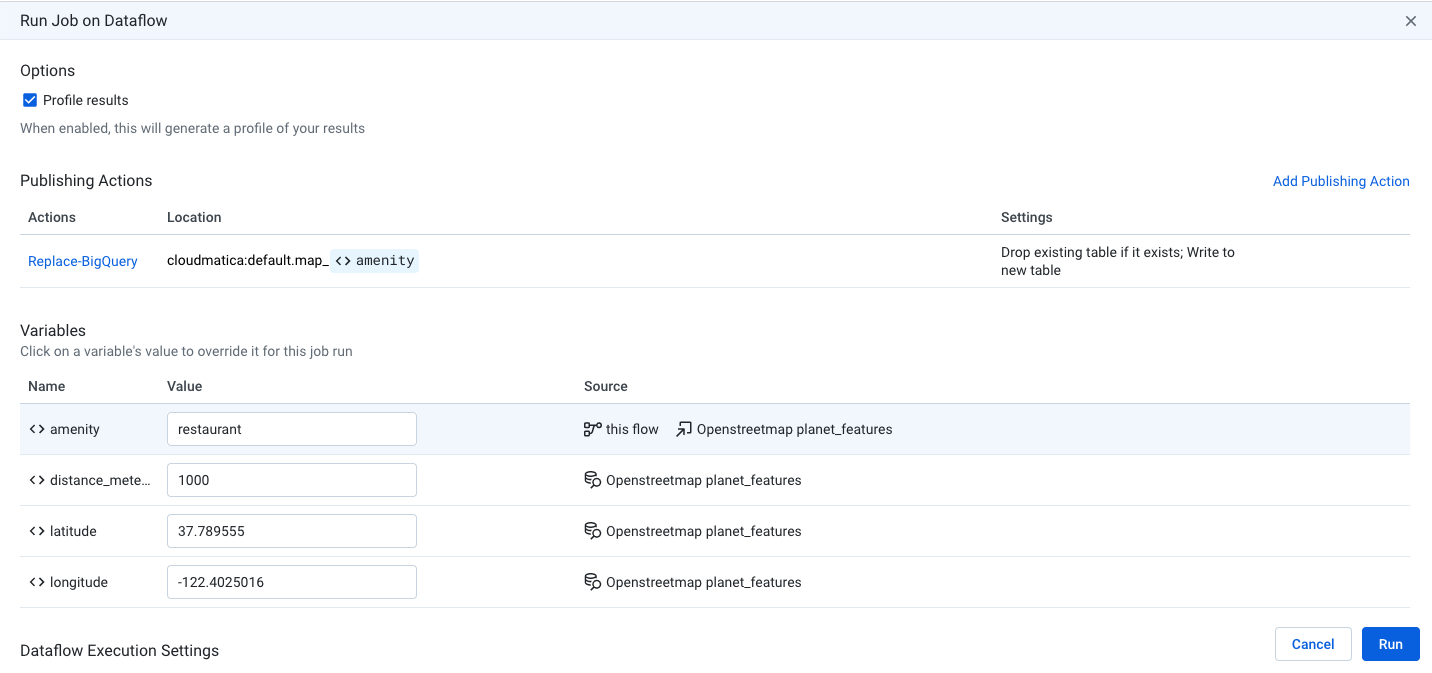 Run Job on Dataflow
Options
Profile results
When enabled, this will generate a profile of your results
Publishing Actions
Add Publishing Action
Actions Location Settings
Replace-BigQuery cloudmatica:default.map_ <> amenity Drop existing table if it exists; Write to
new table
Variables
Click on a variable's value to override it for this job run
Name Value Source
<> amenity restaurant this flow Openstreetmap planet_features
<> distance_mete... 1000 Openstreetmap planet_features
<> latitude 37.789555 Openstreetmap planet_features
<> longitude -122.4025016 Openstreetmap planet_features
Dataflow Execution Settings
Cancel Run